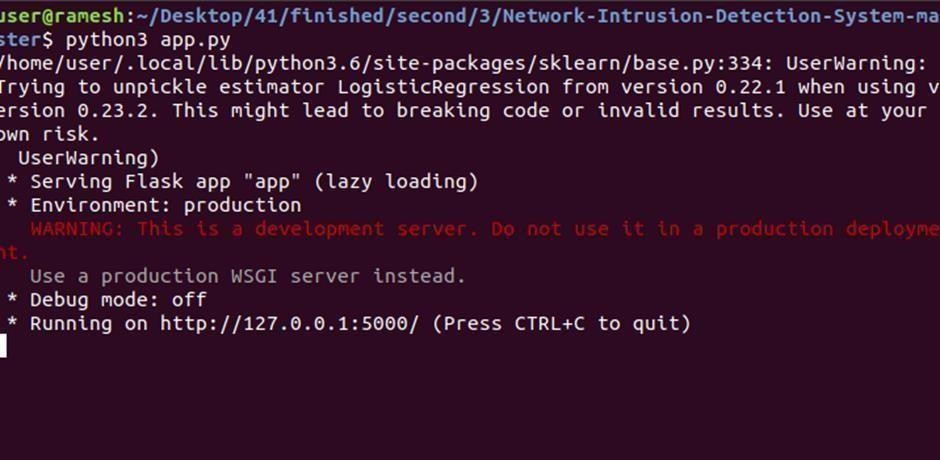 user@ramesh:~/Desktop/41/finished/second/3/Network-Intrusion-Detection-System-ma
ster$ python3 app.py
/home/user/.local/lib/python3.6/site-packages/sklearn/base.py:334: UserWarning:
Trying to unpickle estimator LogisticRegression from version 0.22.1 when using v
ersion 0.23.2. This might lead to breaking code or invalid results. Use at your
own risk.
  UserWarning)
 * Serving Flask app "app" (lazy loading)
 * Environment: production
   WARNING: This is a development server. Do not use it in a production deployme
nt.
   Use a production WSGI server instead.
 * Debug mode: off
 * Running on http://127.0.0.1:5000/ (Press CTRL+C to quit)